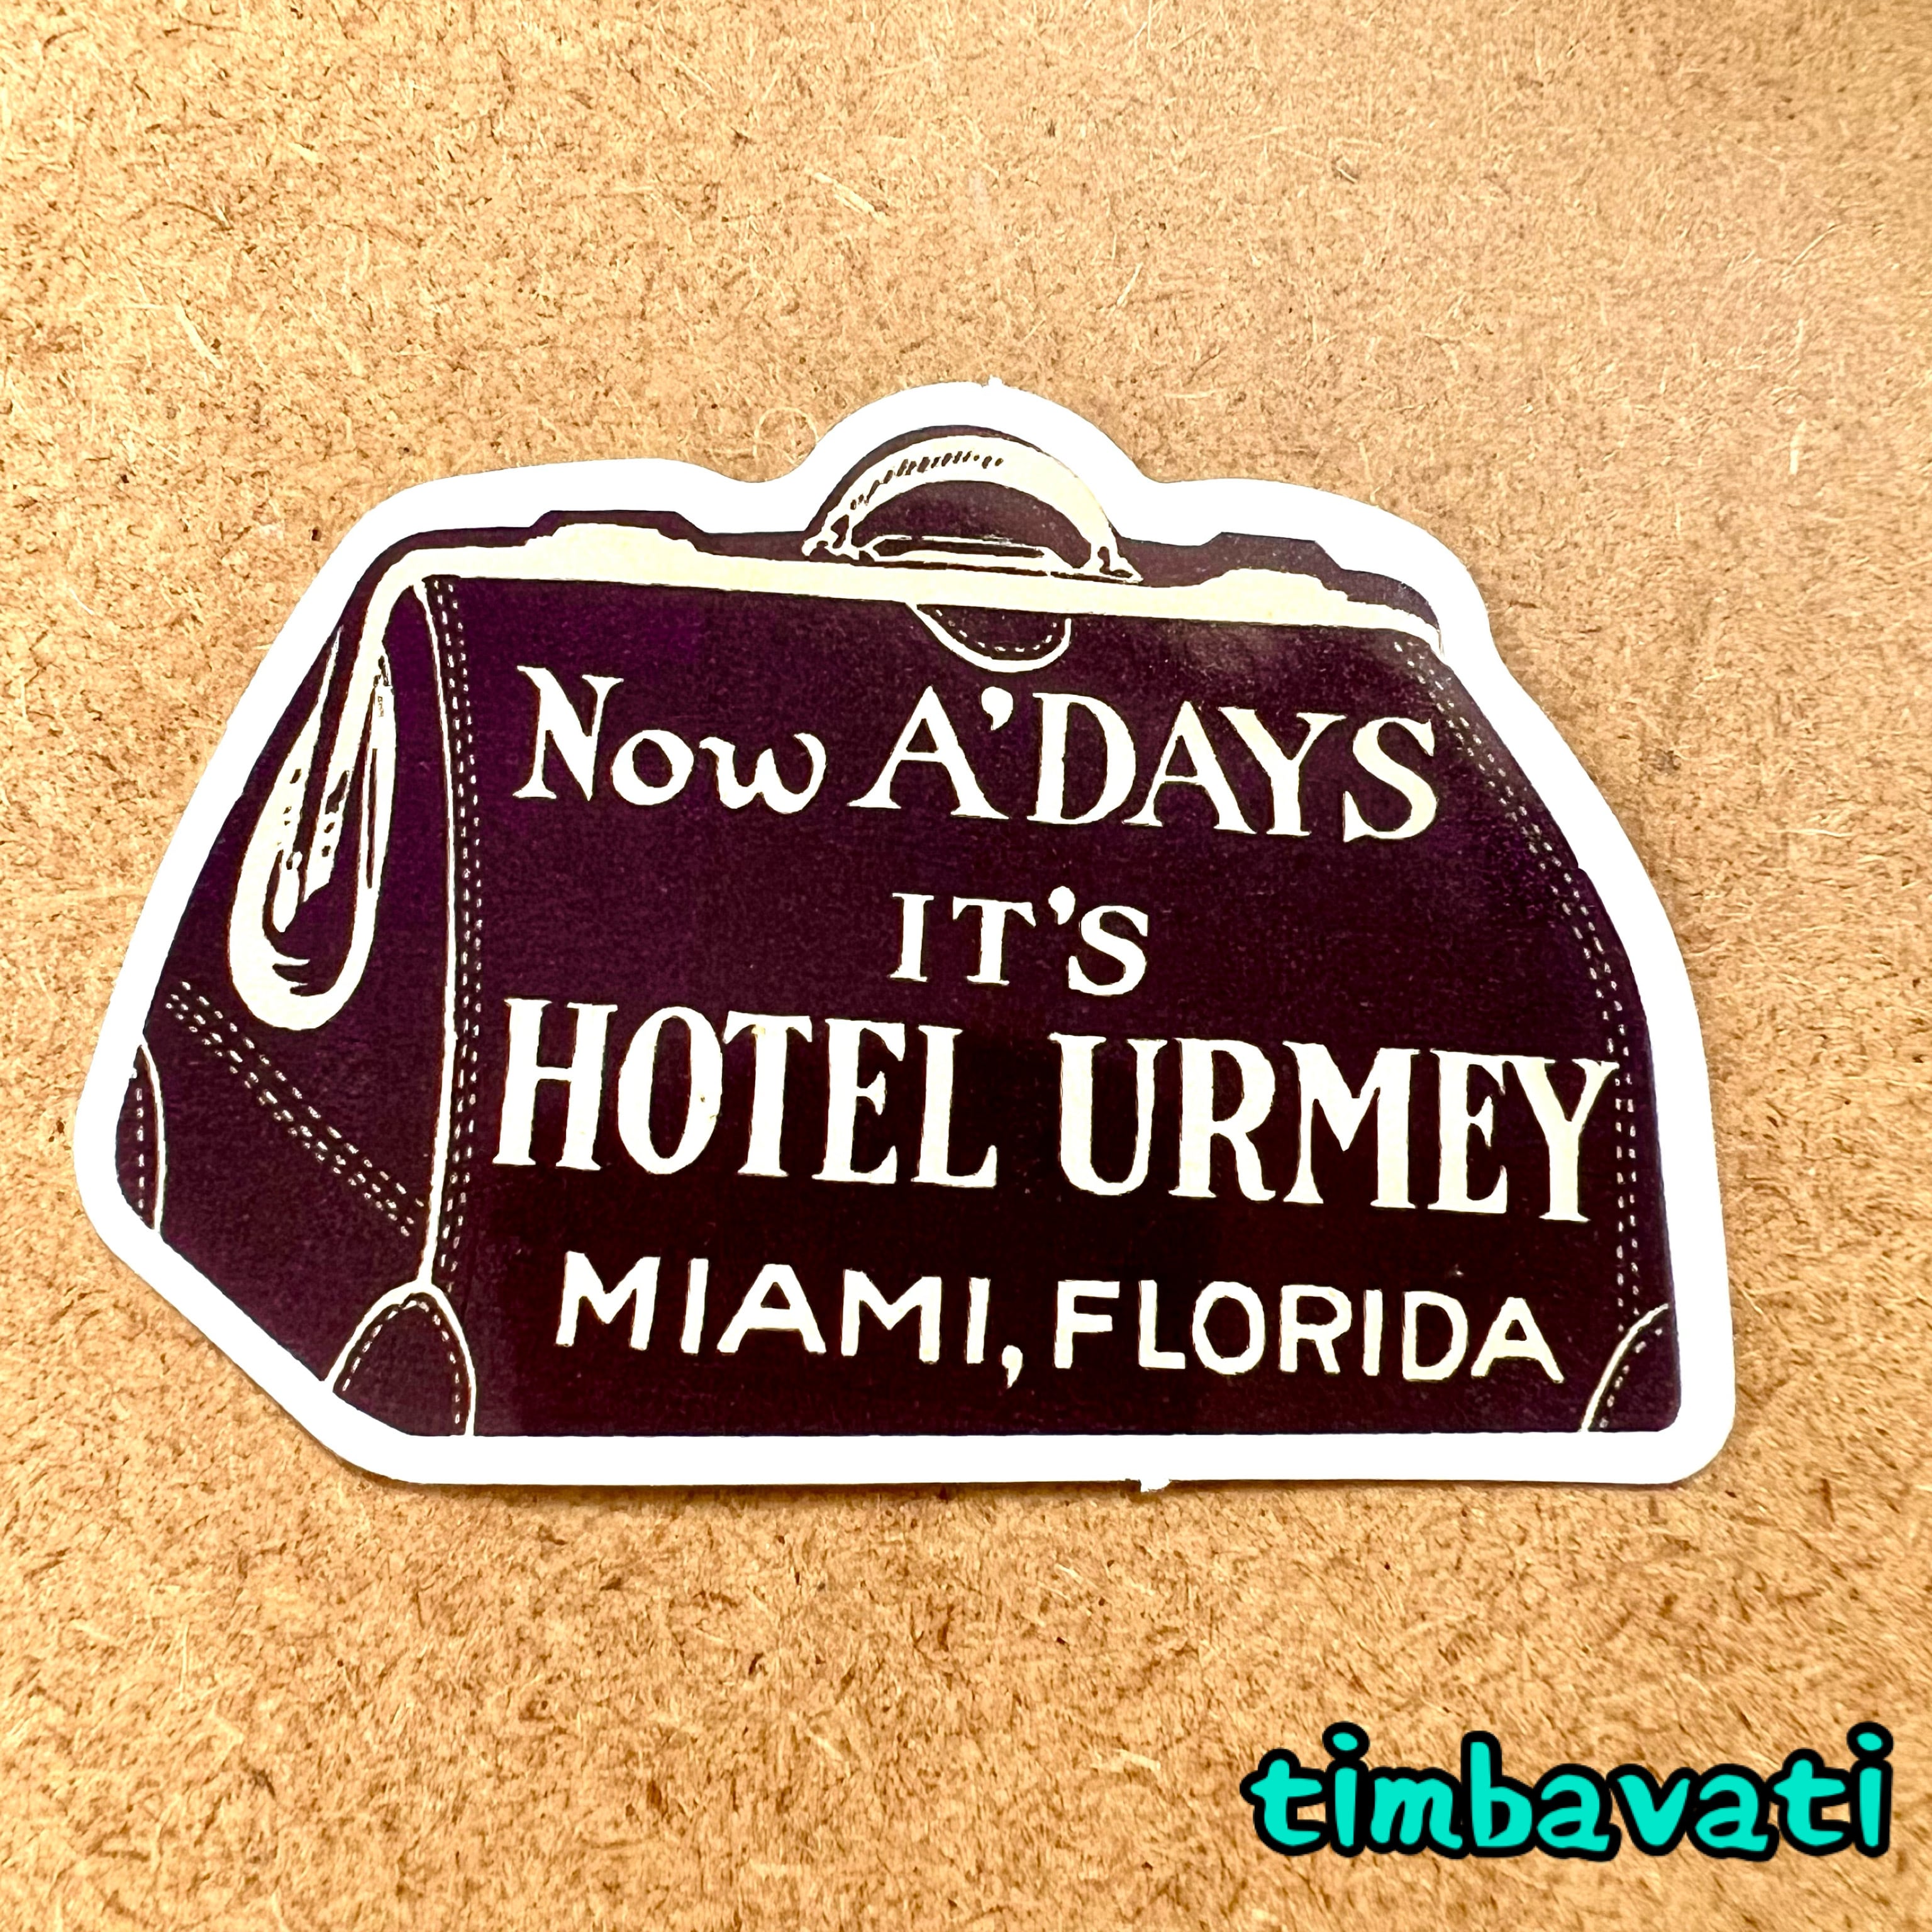 Now A'DAYS
IT'S
HOTEL URMEY
MIAMI, FLORIDA
timbavati